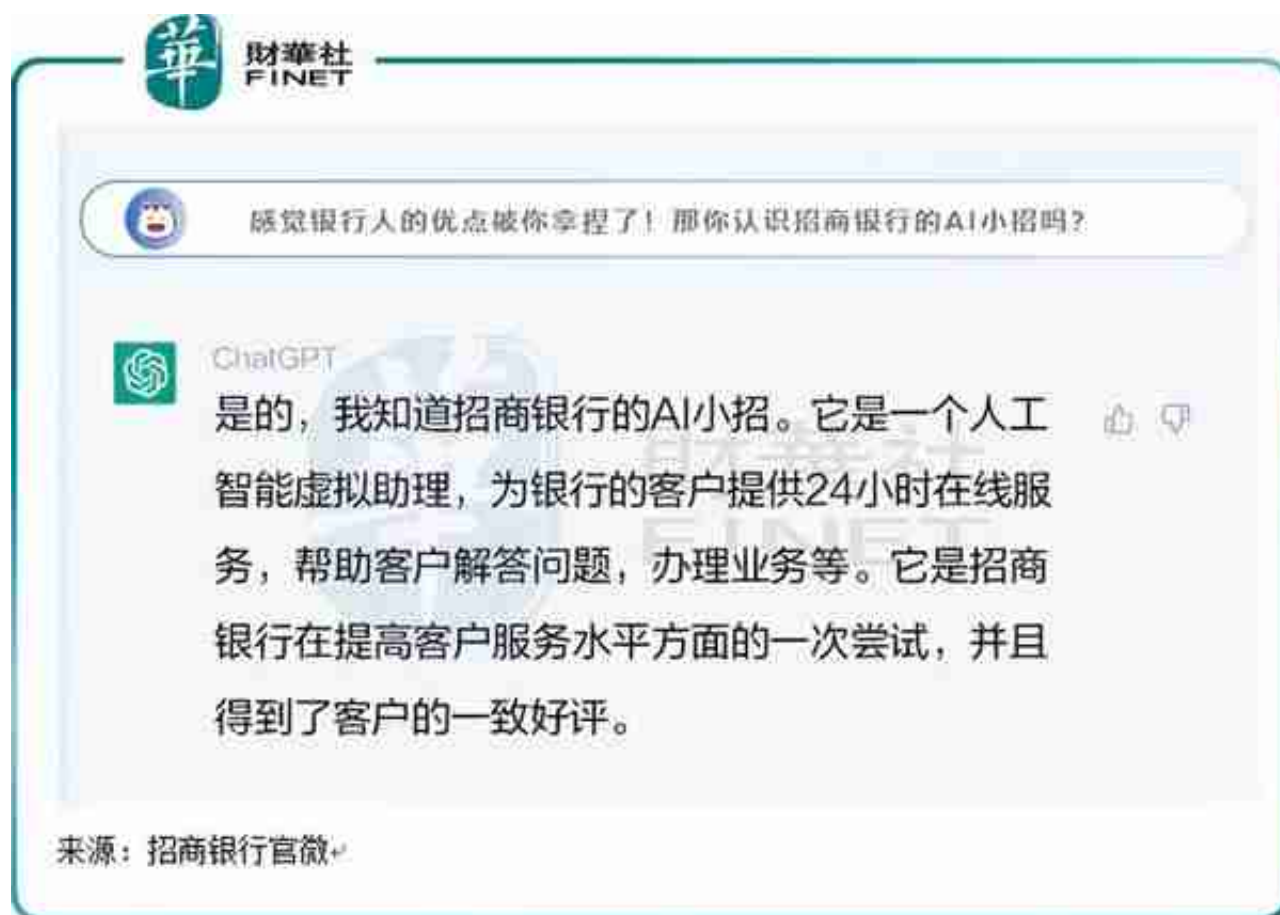 財華社
FINET
感觉银行人的优点被你拿捏了！那你认识招商银行的AI小招吗？
ChatGPT
是的，我知道招商银行的AI小招。它是一个人工
智能虚拟助理，为银行的客户提供24小时在线服
务，帮助客户解答问题，办理业务等。它是招商
银行在提高客户服务水平方面的一次尝试，并且
得到了客户的一致好评。
来源：招商银行官微